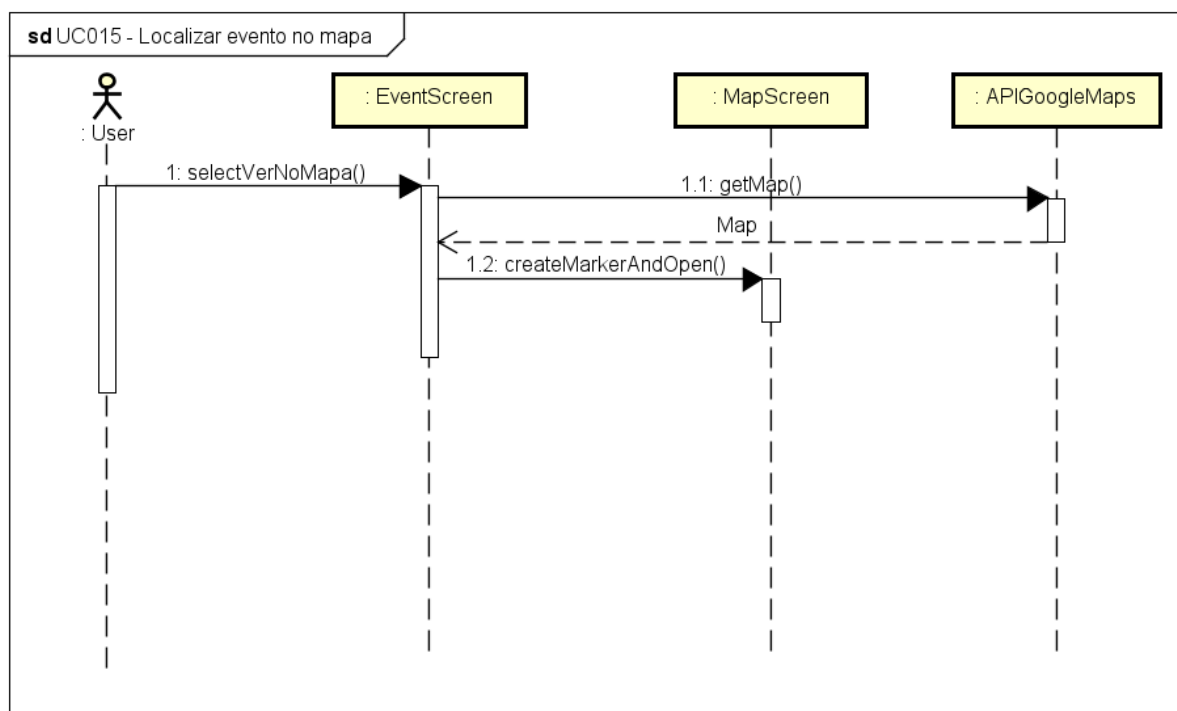 sd UC015 - Localizar evento no mapa
: User
: EventScreen
: MapScreen
: APIGoogleMaps
1: selectVerNoMapa()
1.1: getMap()
Map
1.2: createMarkerAndOpen()